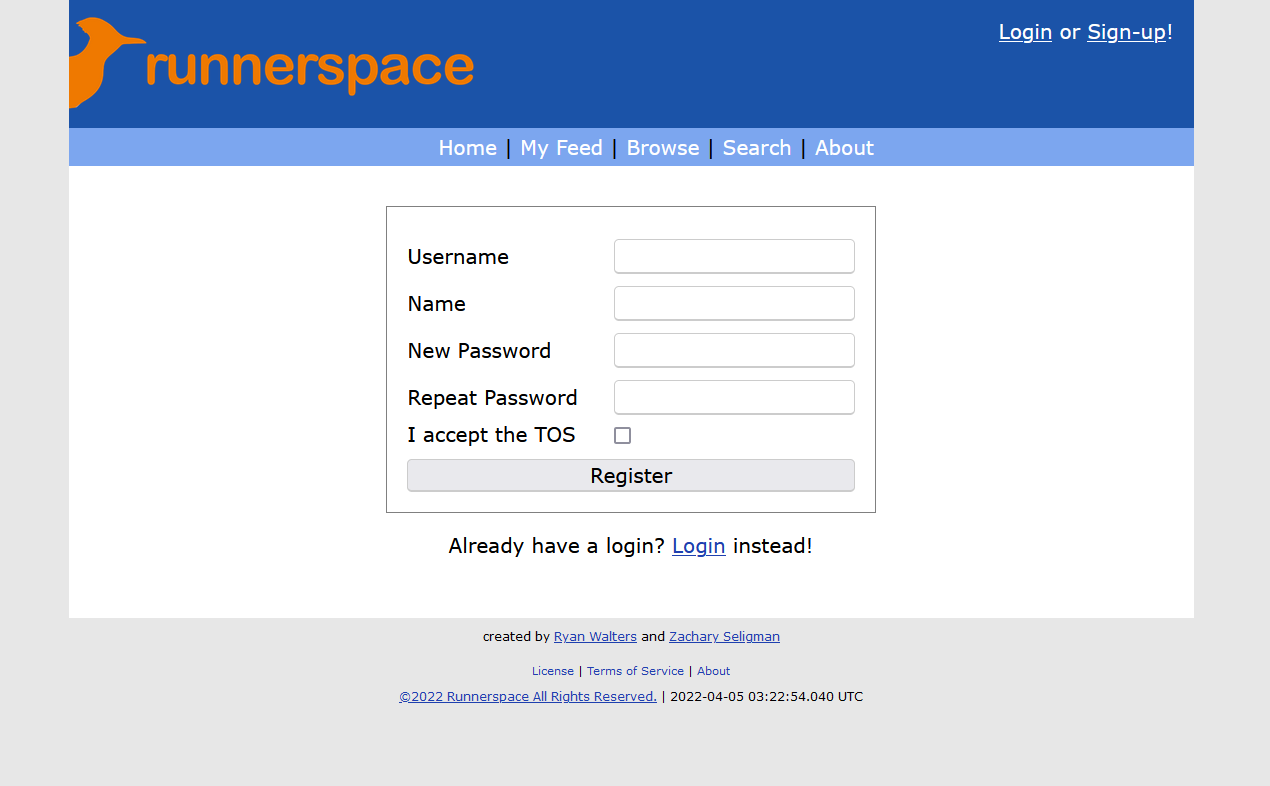 runnerspace
Login or Sign-up!
Home | My Feed | Browse | Search | About
Username
Name
New Password
Repeat Password
I accept the TOS
Register
Already have a login? Login instead!
created by Ryan Walters and Zachary Seligman
License | Terms of Service | About
©2022 Runnerspace All Rights Reserved. | 2022-04-05 03:22:54.040 UTC